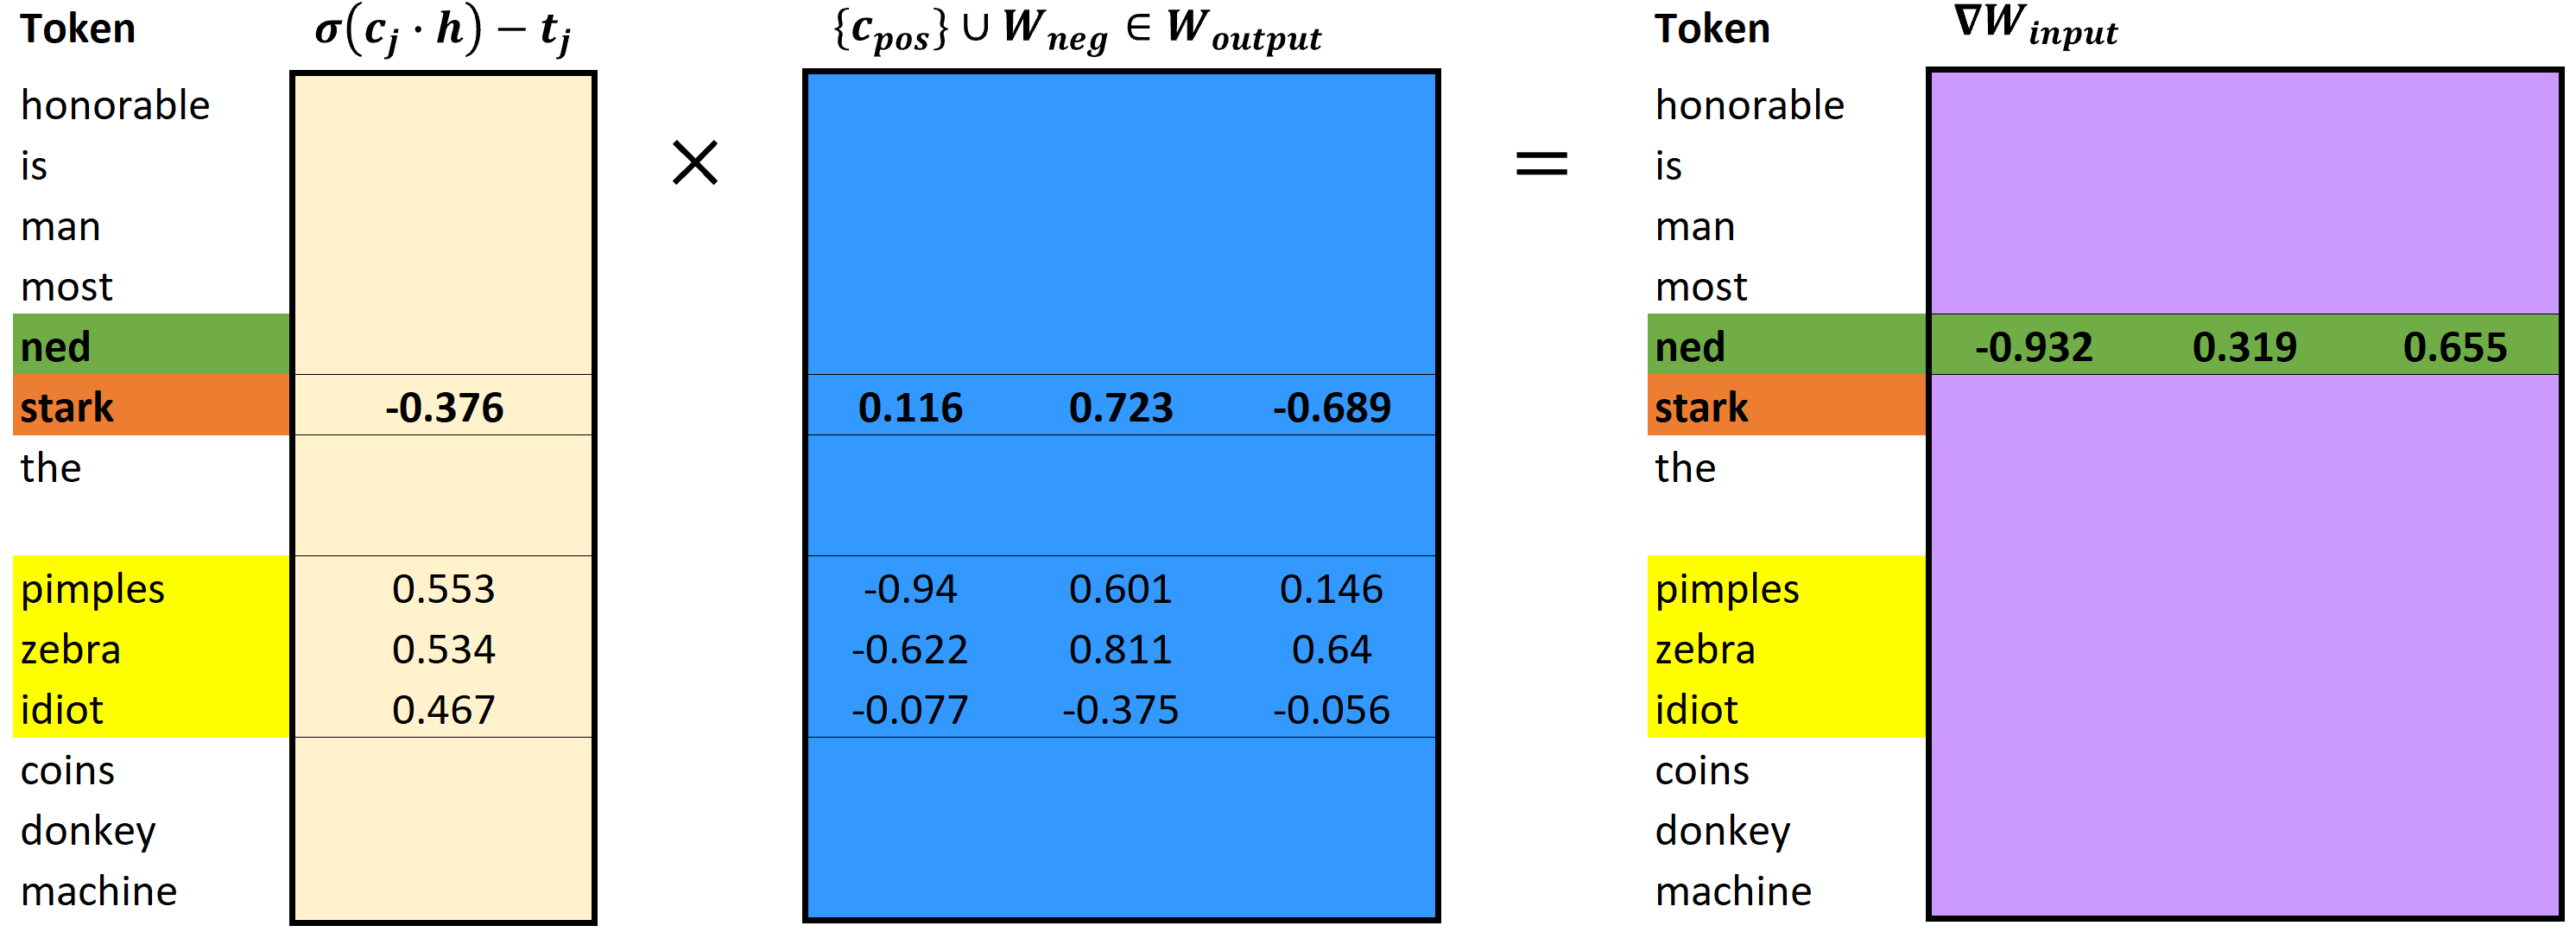 Token σ(c_j · h) − t_j {c_pos} ∪ W_neg ∈ W_output Token ∇W_input
honorable honorable
is × = is
man man
most most
ned ned -0.932 0.319 0.655
stark -0.376 0.116 0.723 -0.689 stark
the the
pimples 0.553 -0.94 0.601 0.146 pimples
zebra 0.534 -0.622 0.811 0.64 zebra
idiot 0.467 -0.077 -0.375 -0.056 idiot
coins coins
donkey donkey
machine machine